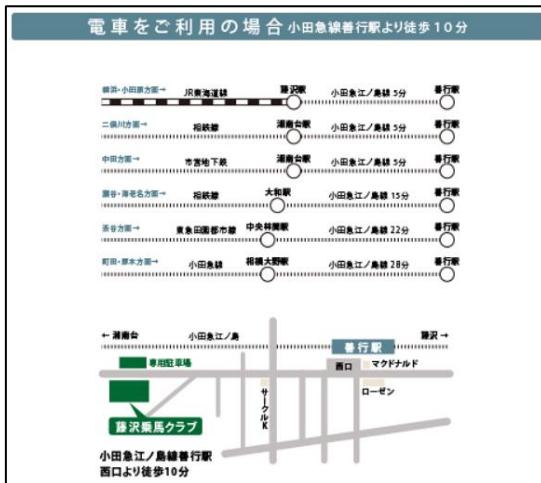 電車をご利用の場合 小田急線善行駅より徒歩10分
横浜・小田原方面→ JR東海道線 藤沢駅 小田急江ノ島線 5分 善行駅
二俣川方面→ 相鉄線 湘南台駅 小田急江ノ島線 5分 善行駅
中田方面→ 市営地下鉄 湘南台駅 小田急江ノ島線 5分 善行駅
瀬谷・海老名方面→ 相鉄線 大和駅 小田急江ノ島線 15分 善行駅
渋谷方面→ 東急田園都市線 中央林間駅 小田急江ノ島線 22分 善行駅
町田・厚木方面→ 小田急線 相模大野駅 小田急江ノ島線 28分 善行駅
← 湘南台 小田急江ノ島 藤沢 →
善行駅
専用駐車場 西口 マクドナルド
サークルK ローゼン
藤沢乗馬クラブ
小田急江ノ島線善行駅
西口より徒歩10分